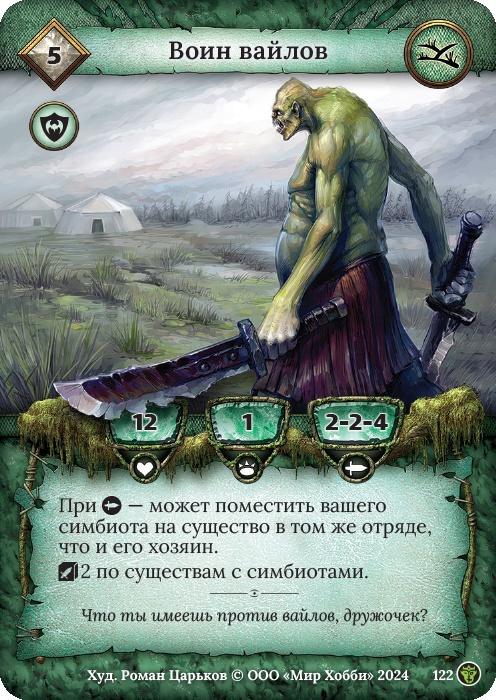 5
Воин вайлов
12
1
2-2-4
При — может поместить вашего
симбиота на существо в том же отряде,
что и его хозяин.
2 по существам с симбиотами.
Что ты имеешь против вайлов, дружочек?
Худ. Роман Царьков © ООО «Мир Хобби» 2024
122